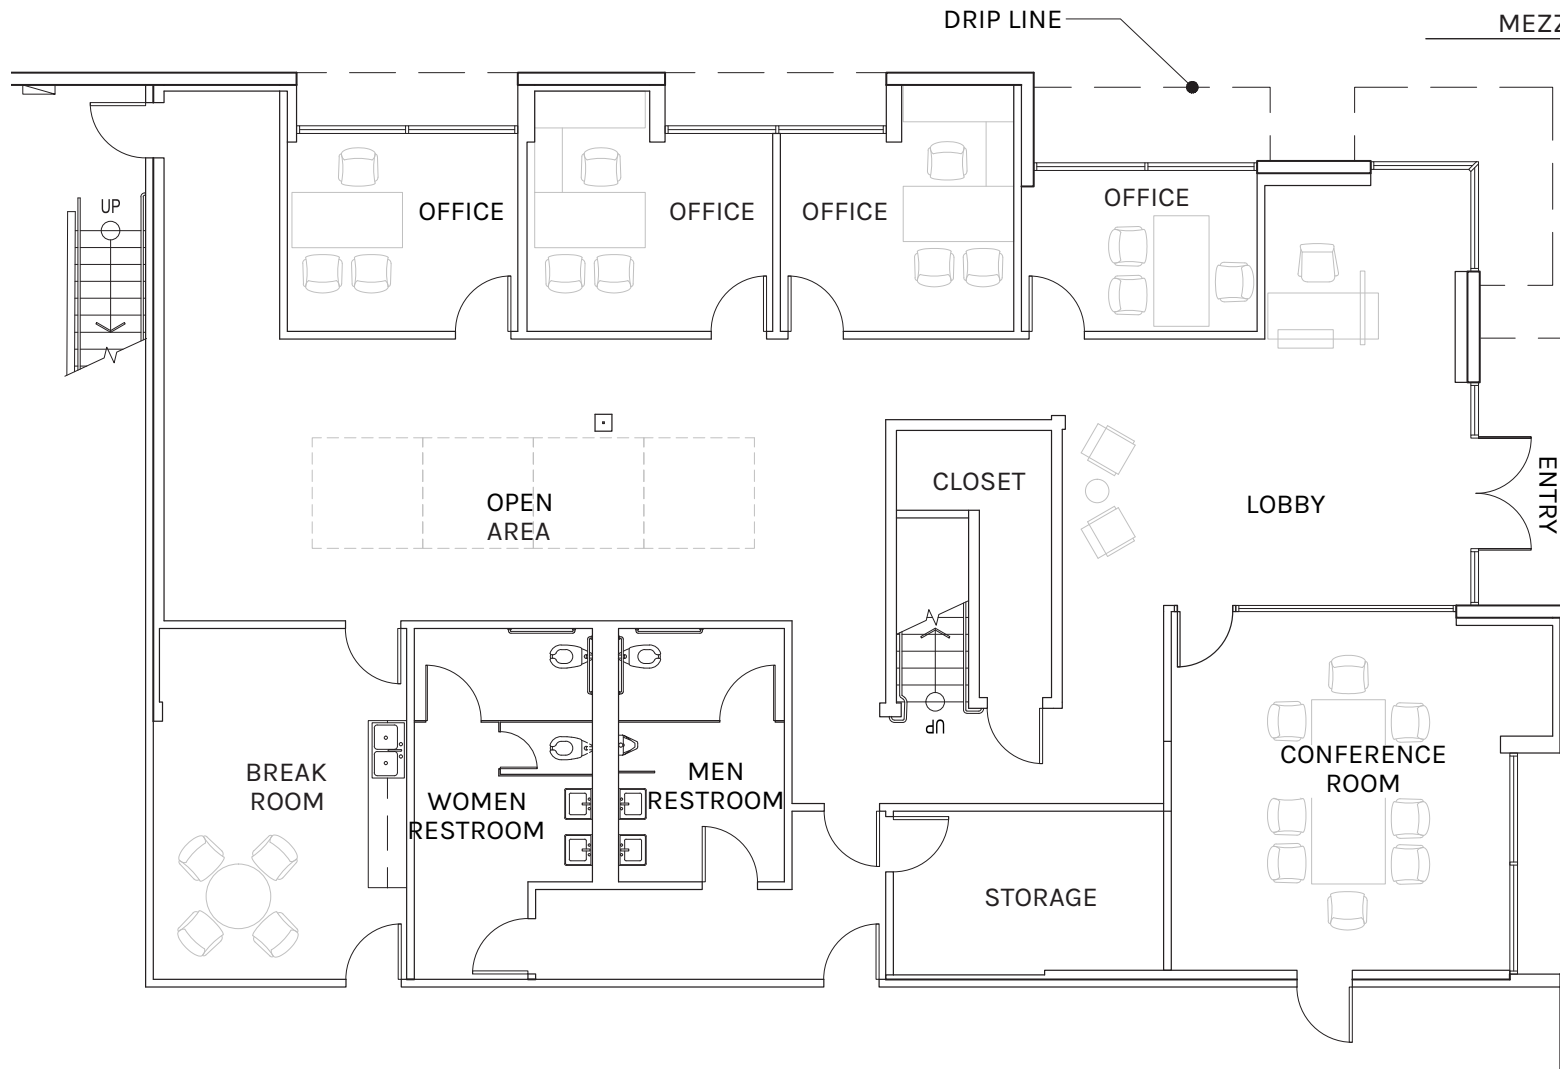 DRIP LINE
MEZZ
UP
OFFICE
OFFICE
OFFICE
OFFICE
OPEN
AREA
CLOSET
LOBBY
ENTRY
UP
BREAK
ROOM
WOMEN
RESTROOM
MEN
RESTROOM
CONFERENCE
ROOM
STORAGE